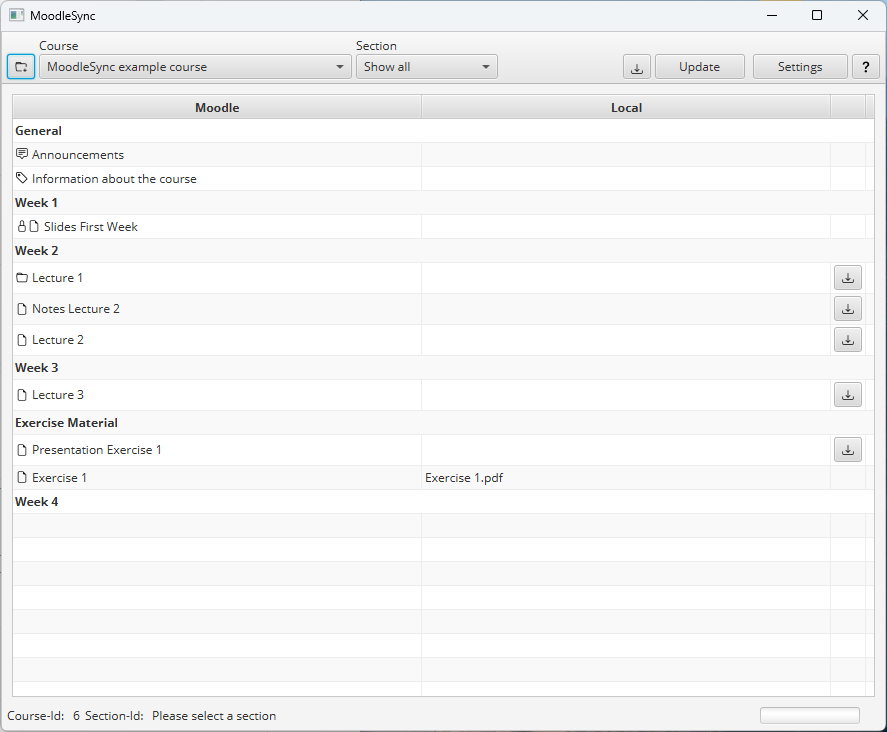 MoodleSync
Course
Section
MoodleSync example course
Show all
Update
Settings
?
Moodle
Local
General
Announcements
Information about the course
Week 1
Slides First Week
Week 2
Lecture 1
Notes Lecture 2
Lecture 2
Week 3
Lecture 3
Exercise Material
Presentation Exercise 1
Exercise 1
Exercise 1.pdf
Week 4
Course-Id: 6 Section-Id: Please select a section